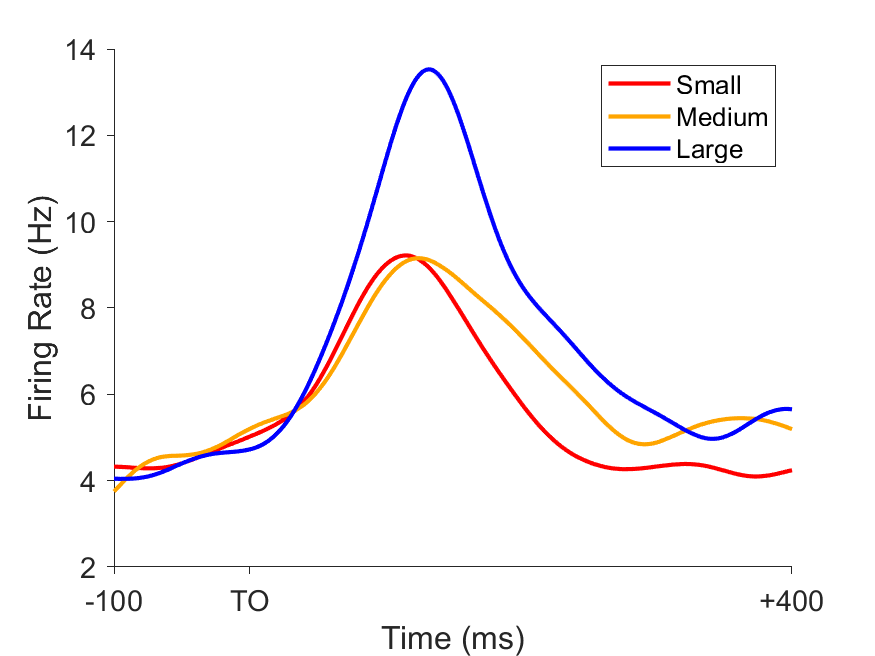 14
12
10
8
6
4
2
Firing Rate (Hz)
Small
Medium
Large
-100
TO
+400
Time (ms)